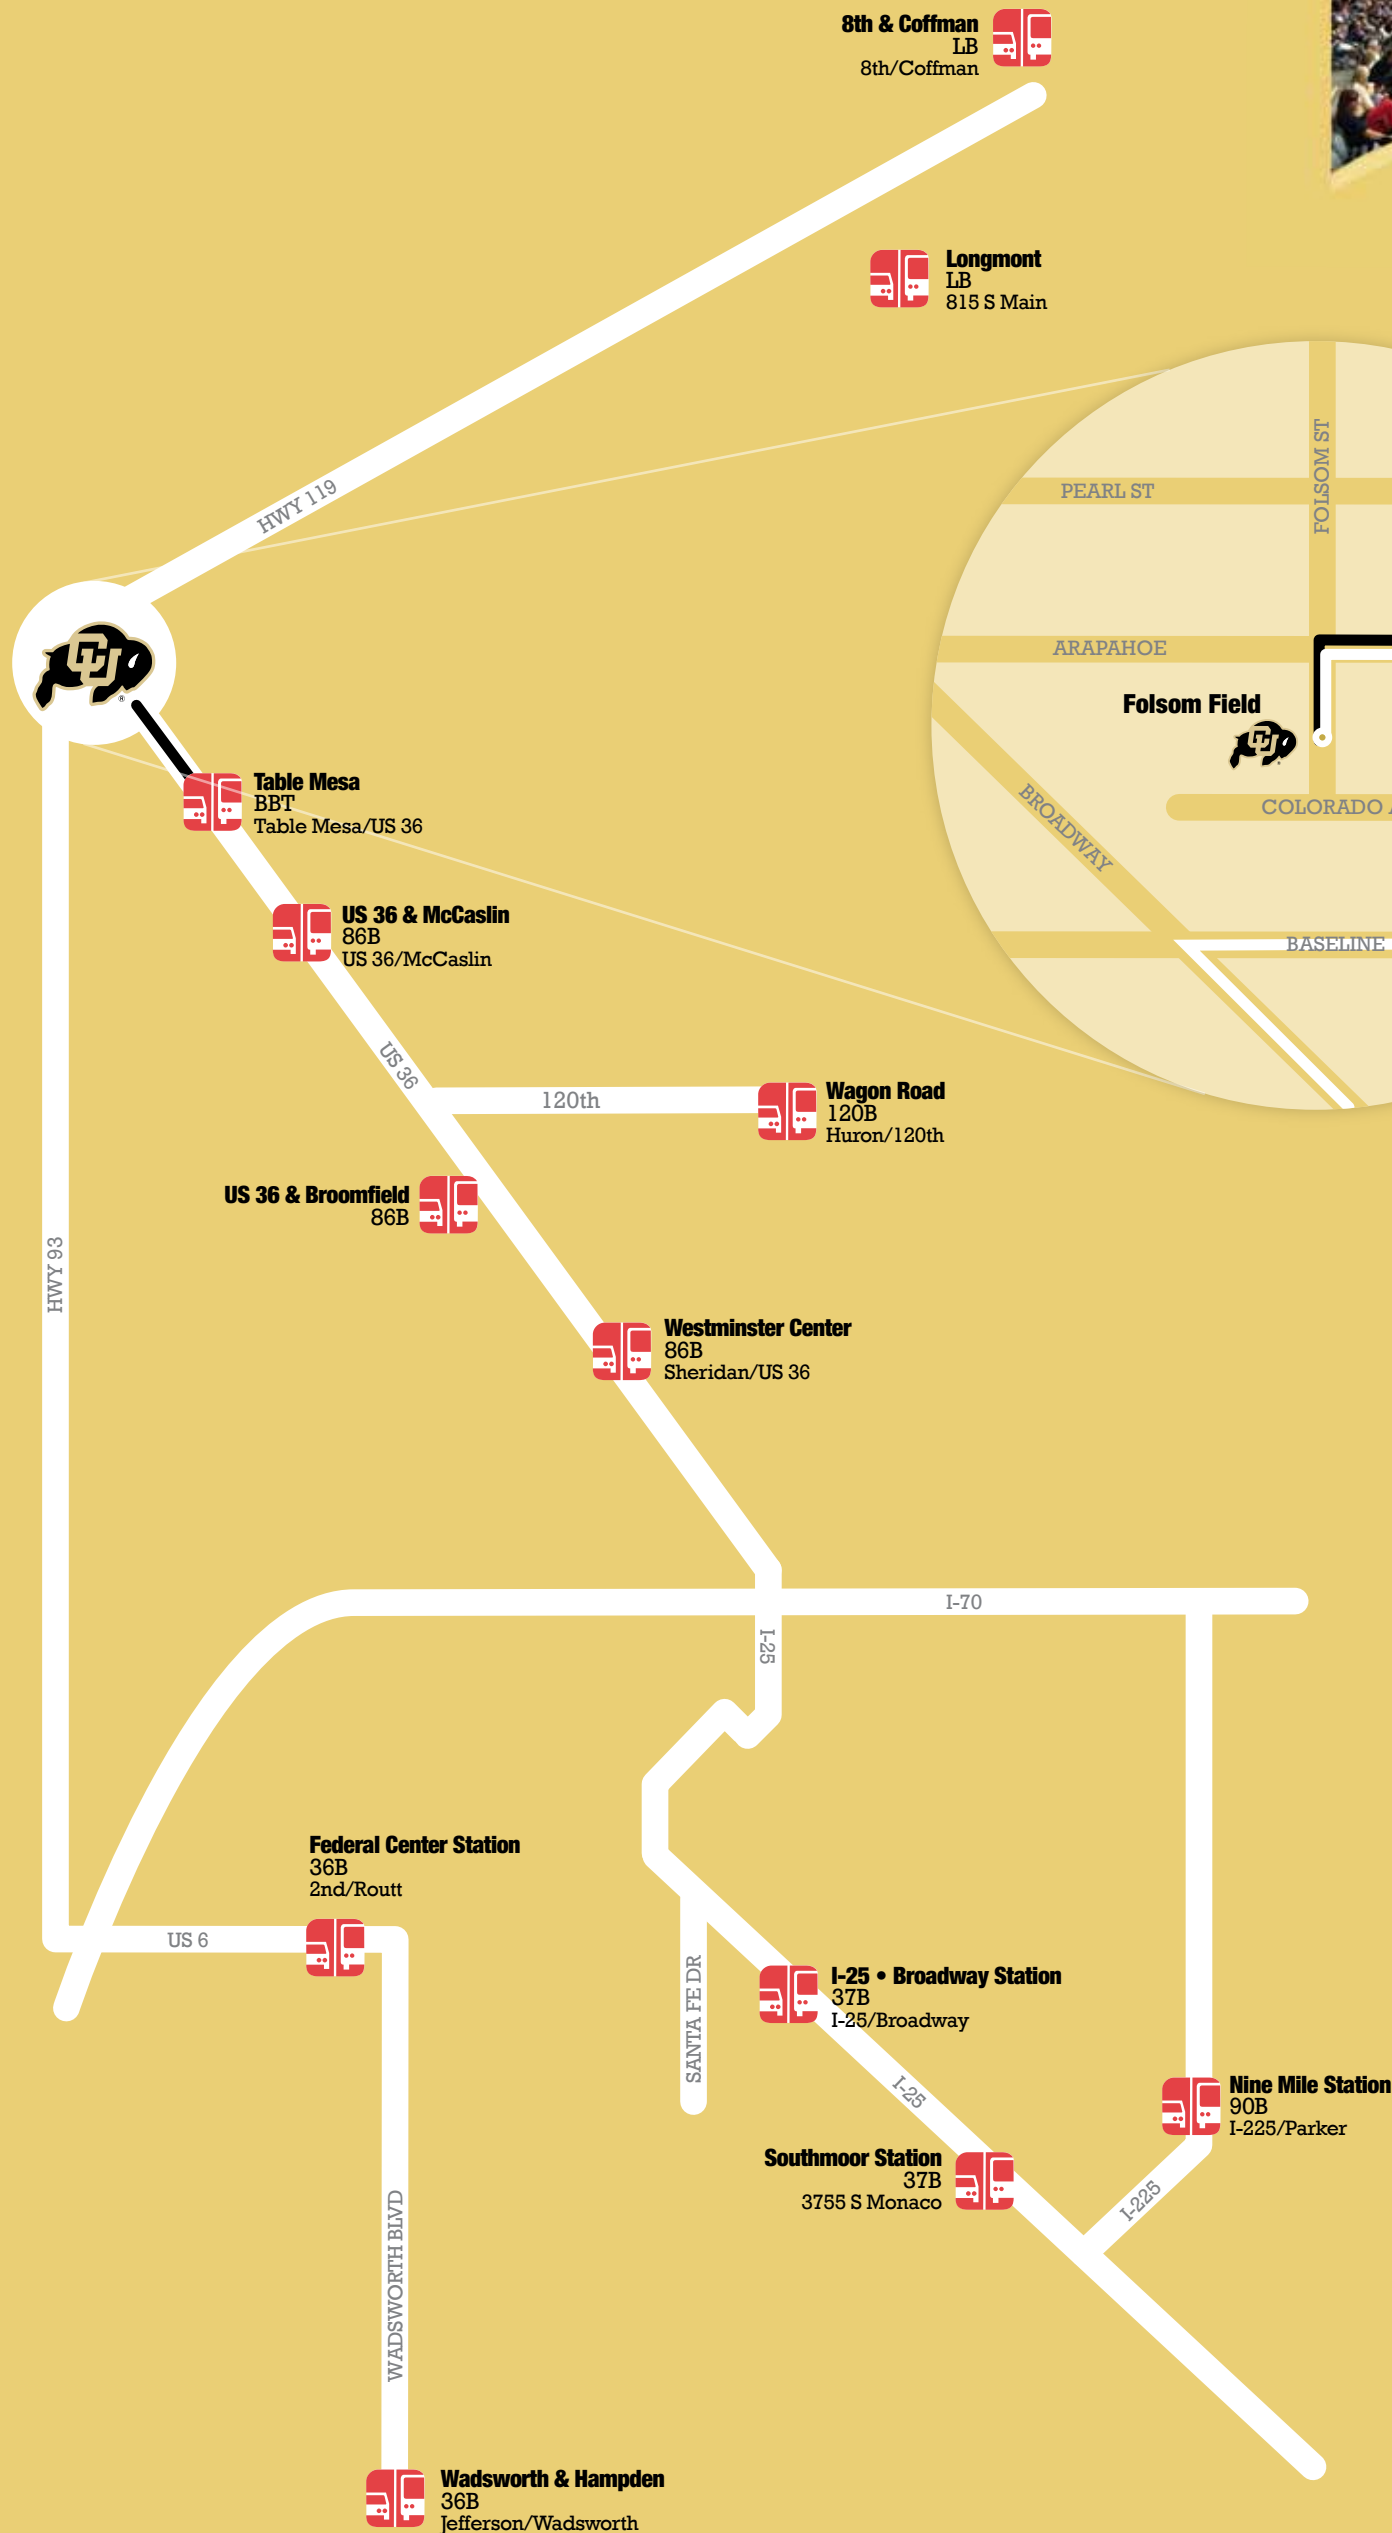 8th & Coffman
LB
8th/Coffman
Longmont
LB
815 S Main
HWY 119
FOLSOM ST
PEARL ST
ARAPAHOE
Folsom Field
CU
COLORADO A
BROADWAY
BASELINE
CU
®
Table Mesa
BBT
Table Mesa/US 36
US 36 & McCaslin
86B
US 36/McCaslin
US 36
120th
Wagon Road
120B
Huron/120th
US 36 & Broomfield
86B
HWY 93
Westminster Center
86B
Sheridan/US 36
I-70
I-25
Federal Center Station
36B
2nd/Routt
US 6
SANTA FE DR
I-25 • Broadway Station
37B
I-25/Broadway
I-25
Nine Mile Station
90B
I-225/Parker
Southmoor Station
37B
3755 S Monaco
I-225
WADSWORTH BLVD
Wadsworth & Hampden
36B
Jefferson/Wadsworth